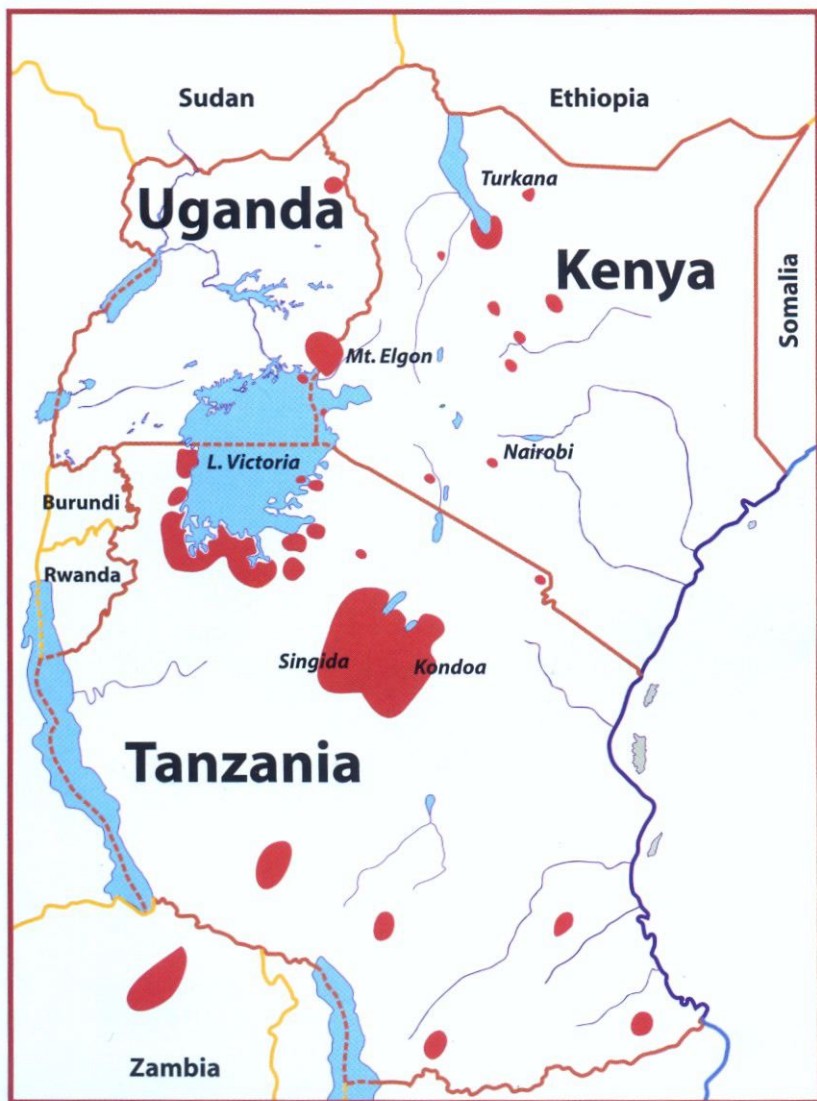 Sudan
Ethiopia
Turkana
Uganda
Kenya
Somalia
Mt. Elgon
L. Victoria
Nairobi
Burundi
Rwanda
Singida
Kondoa
Tanzania
Zambia